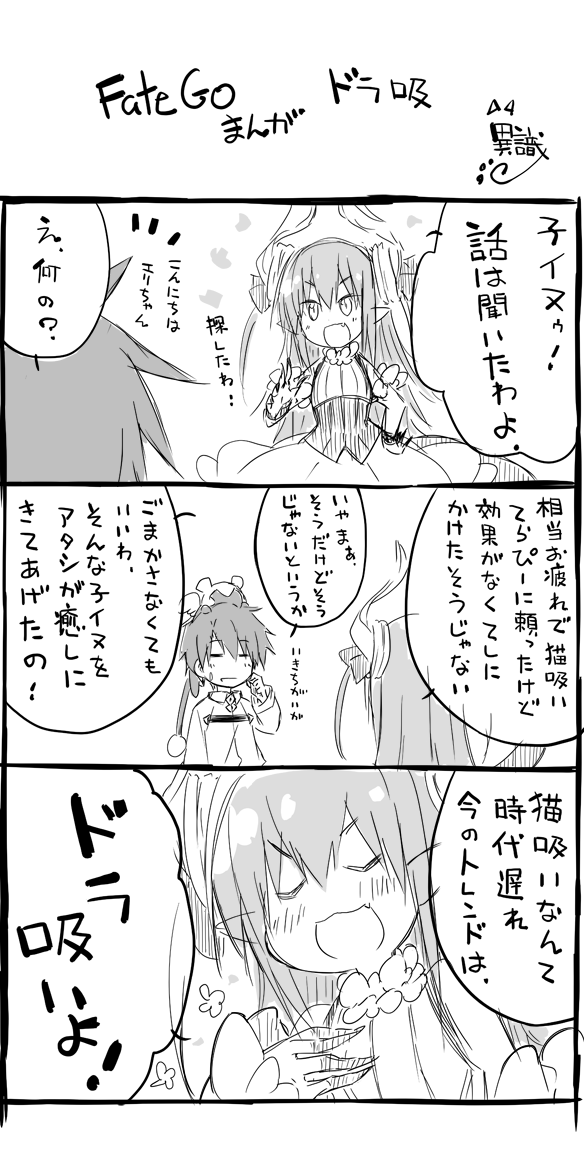 Fate GO
まんが
ドラ吸
異識
子イヌゥ!
話は聞いたわよ。
探したわ!
こんにちは
エリちゃん
え、何の?
相当お疲れで猫吸い
てらぴーに頼ったけど
効果がなくてしに
かけたそうじゃない
いやまぁ、
そうだけどそう
じゃないというか
いきちがいが
ごまかさなくても
いいわ、
そんな子イヌを
アタシが癒しに
きてあげたの!
猫吸いなんて
時代遅れ
今のトレンドは、
ドラ
吸いよ!